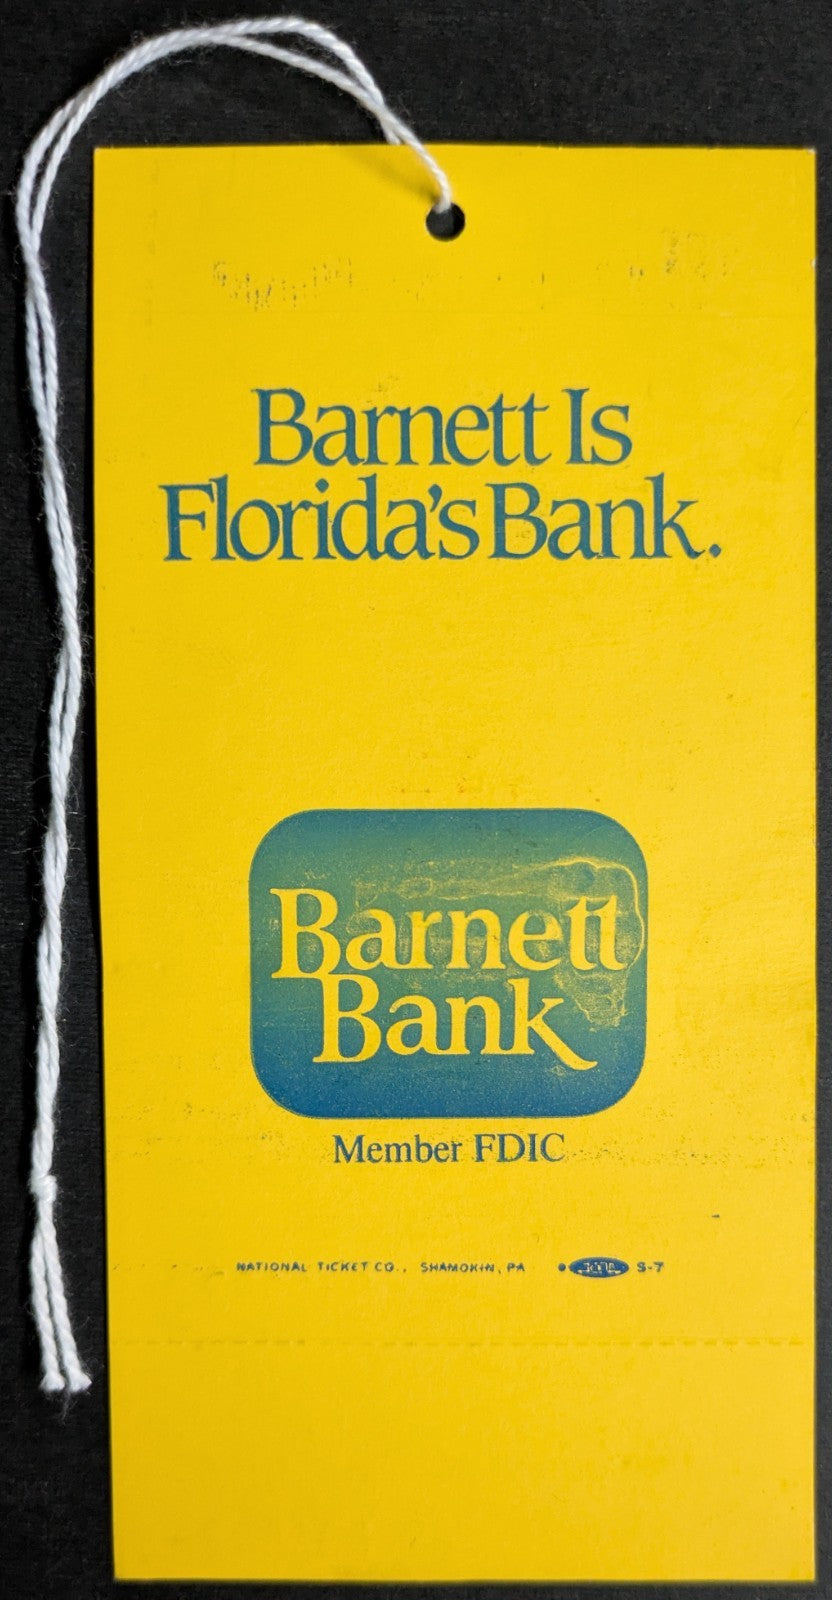 Barnett Is
Florida's Bank.
Barnett
Bank
Member FDIC
NATIONAL TICKET CO., SHAMOKIN, PA S-7